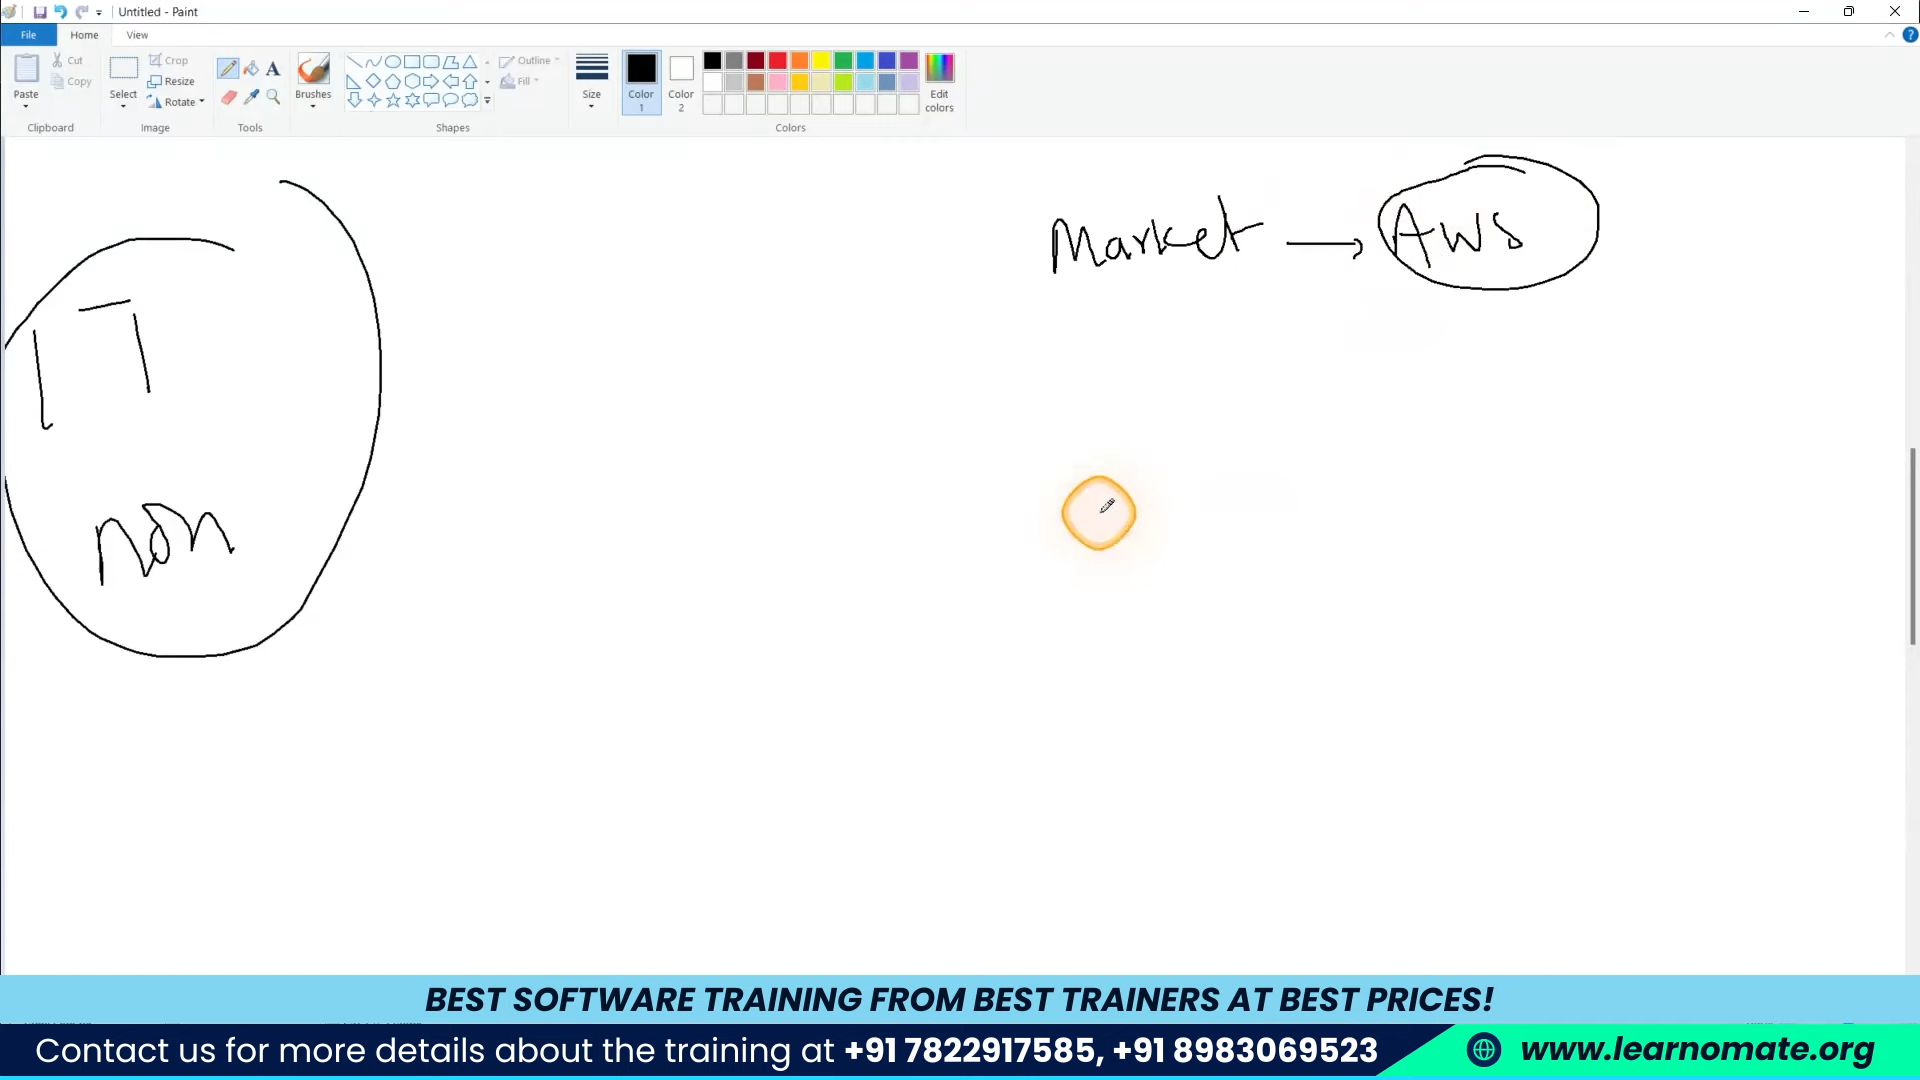 Untitled - Paint
File Home View
Paste
Cut
Copy
Clipboard
Select
Crop
Resize
Rotate
Image
Tools
Brushes
Shapes
Outline
Fill
Size
Color 1
Color 2
Edit colors
Colors
Market → AWS
IT
non
BEST SOFTWARE TRAINING FROM BEST TRAINERS AT BEST PRICES!
Contact us for more details about the training at +91 7822917585, +91 8983069523
www.learnomate.org